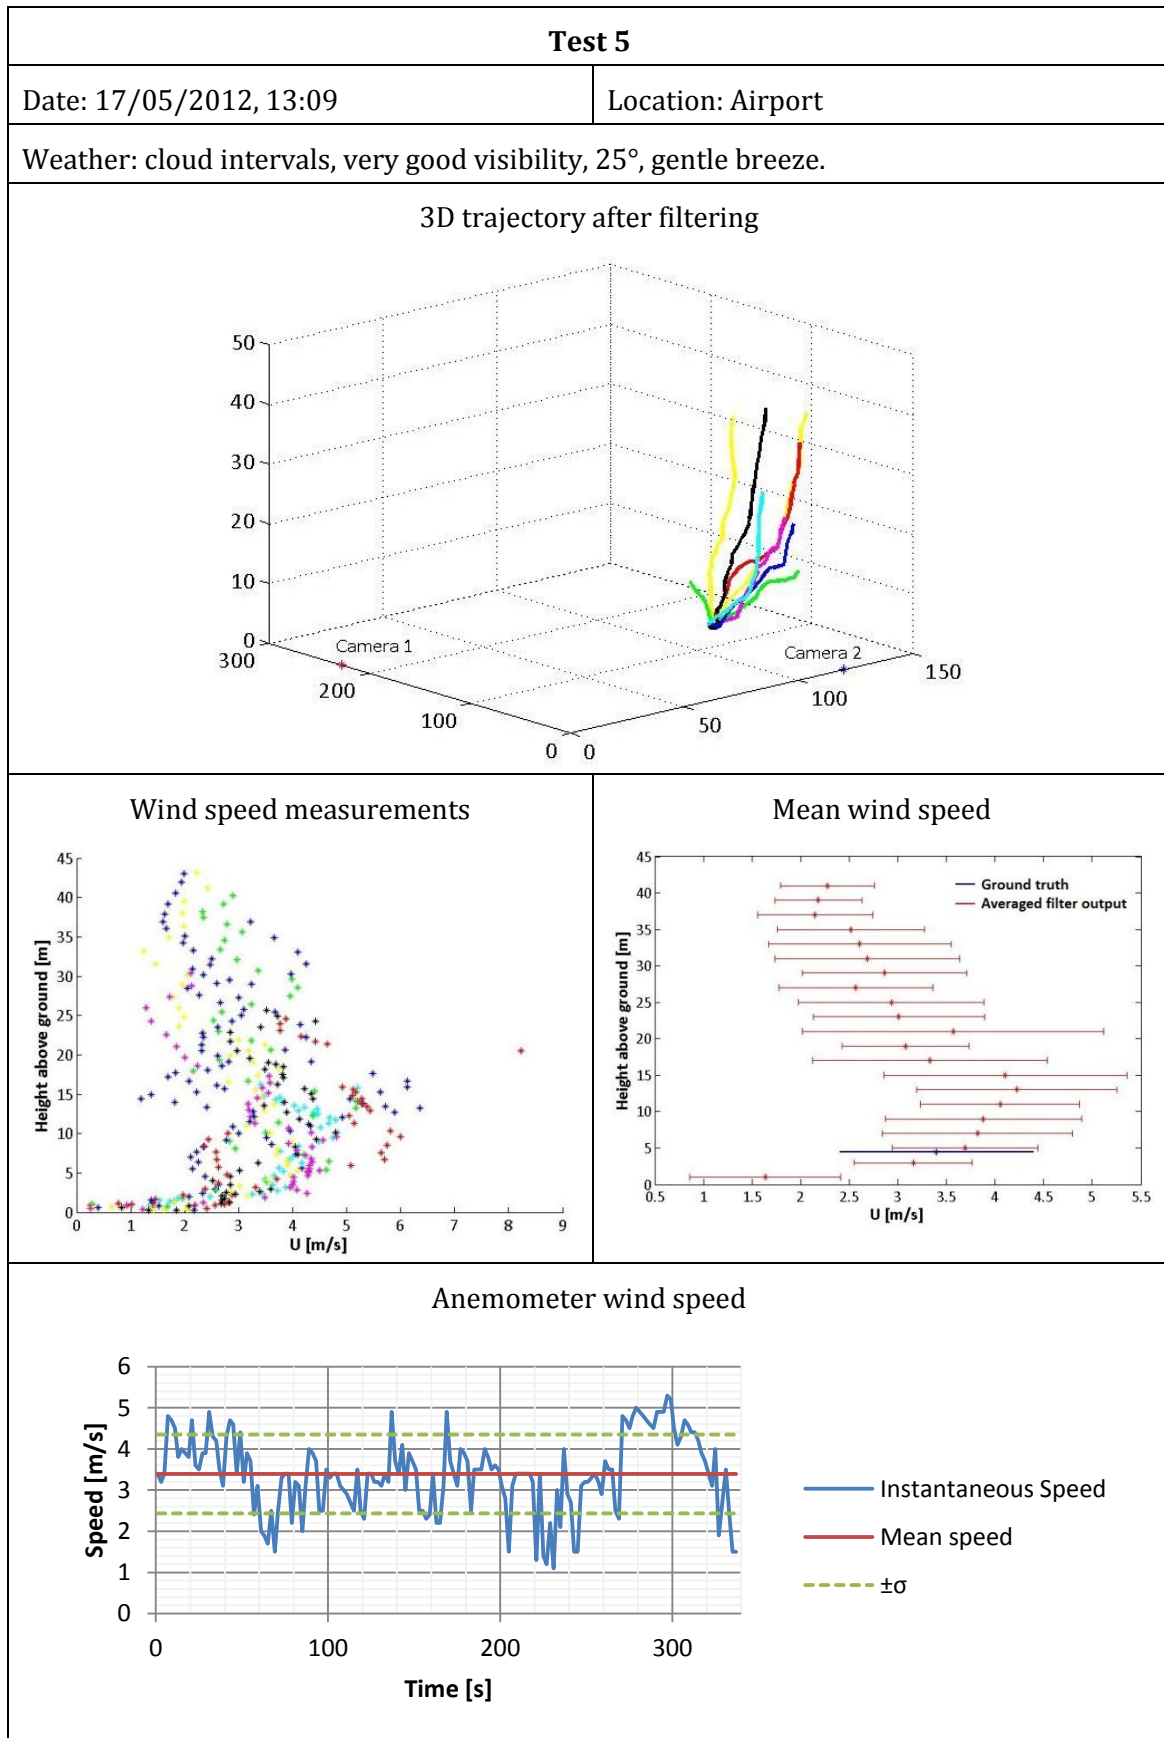 Test 5
Date: 17/05/2012, 13:09
Location: Airport
Weather: cloud intervals, very good visibility, 25°, gentle breeze.
3D trajectory after filtering
50
40
30
20
10
0
300
Camera 1
200
100
0
0
50
100
Camera 2
150
Wind speed measurements
45
40
35
30
25
20
15
10
5
0
Height above ground [m]
0 1 2 3 4 5 6 7 8 9
U [m/s]
Mean wind speed
45
40
35
30
25
20
15
10
5
0
Height above ground [m]
Ground truth
Averaged filter output
0.5 1 1.5 2 2.5 3 3.5 4 4.5 5 5.5
U [m/s]
Anemometer wind speed
6
5
4
3
2
1
0
Speed [m/s]
0 100 200 300
Time [s]
Instantaneous Speed
Mean speed
±σ